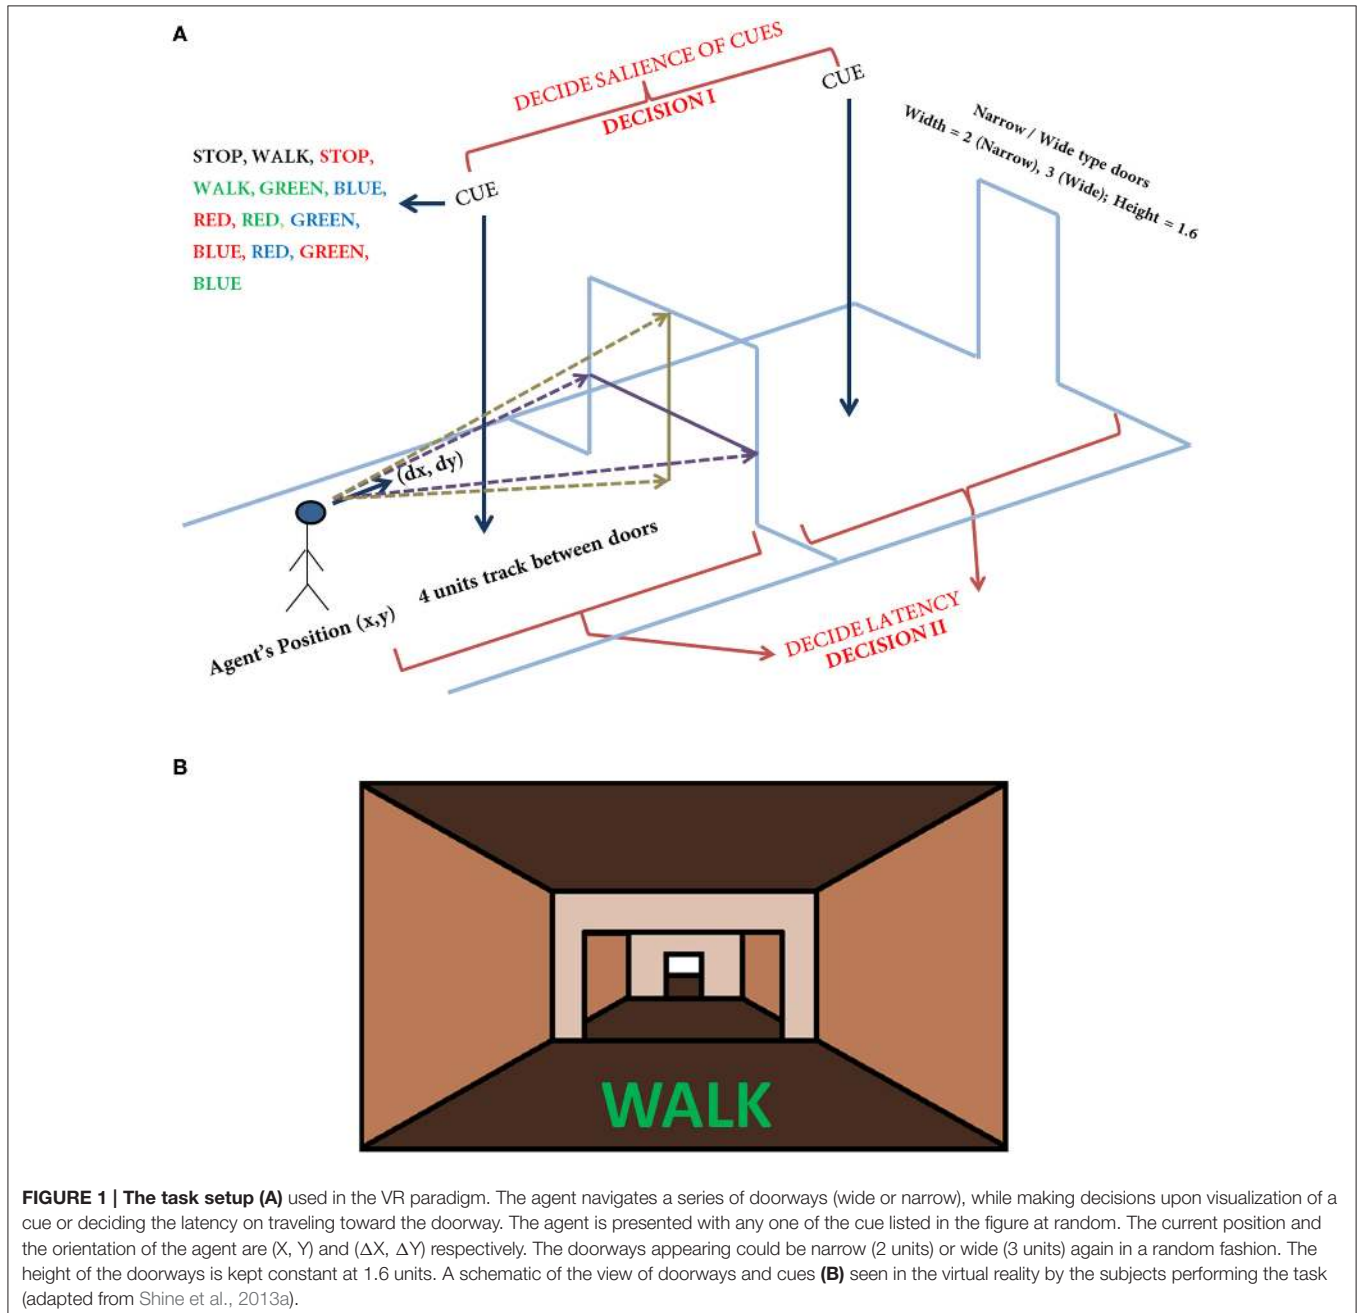 A
DECIDE SALIENCE OF CUES
DECISION I
CUE
CUE
Narrow / Wide type doors
Width = 2 (Narrow), 3 (Wide); Height = 1.6
STOP, WALK, STOP,
WALK, GREEN, BLUE,
RED, RED, GREEN,
BLUE, RED, GREEN,
BLUE
(dx, dy)
4 units track between doors
Agent's Position (x,y)
DECIDE LATENCY
DECISION II
B
WALK
FIGURE 1 | The task setup (A) used in the VR paradigm. The agent navigates a series of doorways (wide or narrow), while making decisions upon visualization of a
cue or deciding the latency on traveling toward the doorway. The agent is presented with any one of the cue listed in the figure at random. The current position and
the orientation of the agent are (X, Y) and (ΔX, ΔY) respectively. The doorways appearing could be narrow (2 units) or wide (3 units) again in a random fashion. The
height of the doorways is kept constant at 1.6 units. A schematic of the view of doorways and cues (B) seen in the virtual reality by the subjects performing the task
(adapted from Shine et al., 2013a).